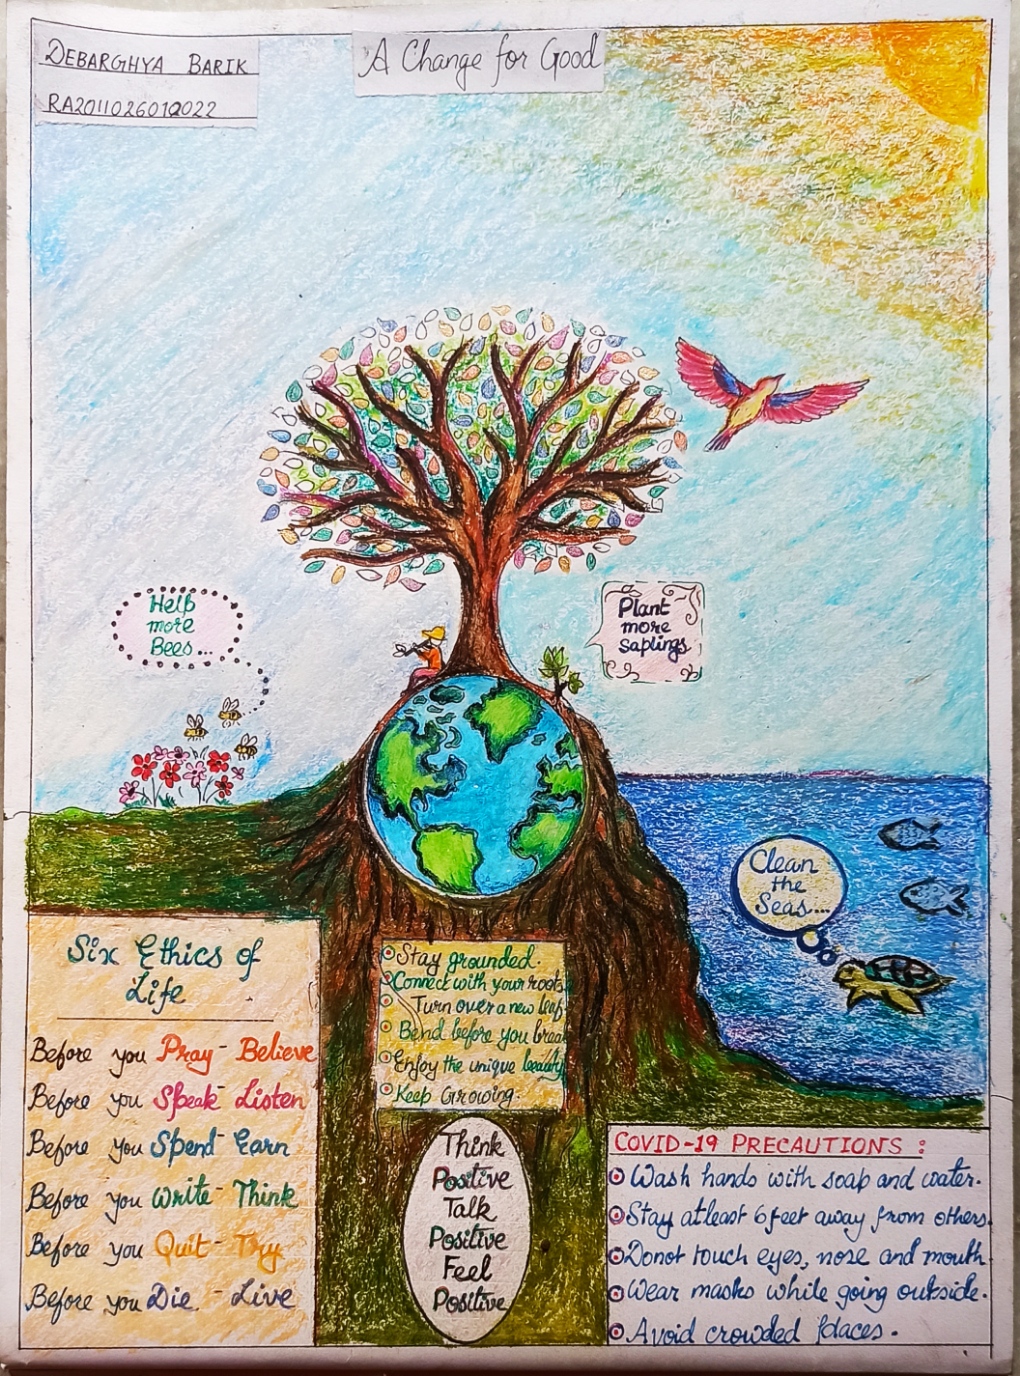 DEBARGHYA BARIK
RA2011026010022
A Change for Good
Help
more
Bees...
Plant
more
saplings
Clean
the
Seas...
Six Ethics of
Life
Before you Pray - Believe
Before you Speak - Listen
Before you Spend - Earn
Before you Write - Think
Before you Quit - Try
Before you Die. - Live
Stay grounded.
Connect with your roots
Turn over a new leaf
Bend before you break
Enjoy the unique beauty
Keep Growing.
Think
Positive
Talk
Positive
Feel
Positive
COVID-19 PRECAUTIONS :
Wash hands with soap and water.
Stay atleast 6 feet away from others.
Donot touch eyes, nose and mouth.
Wear masks while going outside.
Avoid crowded places.